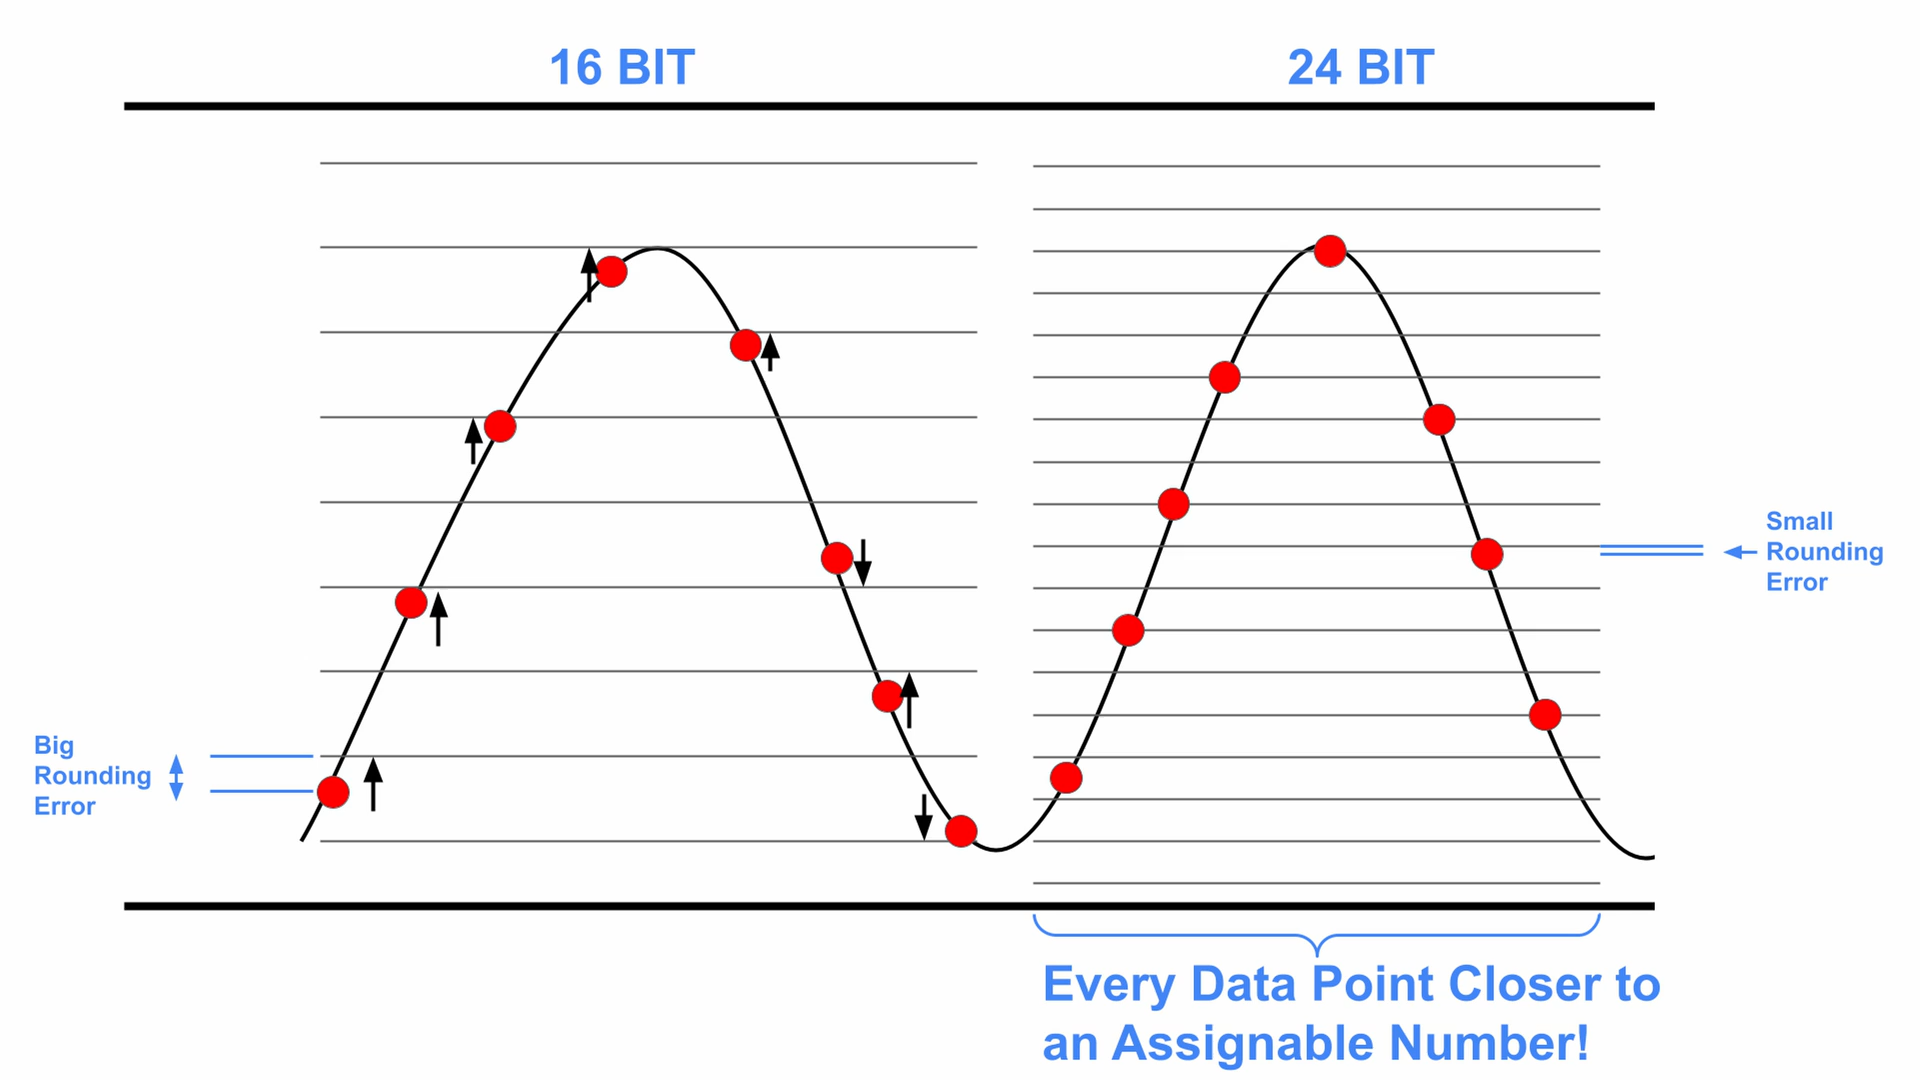 16 BIT
24 BIT
Small
Rounding
Error
Big
Rounding
Error
Every Data Point Closer to
an Assignable Number!